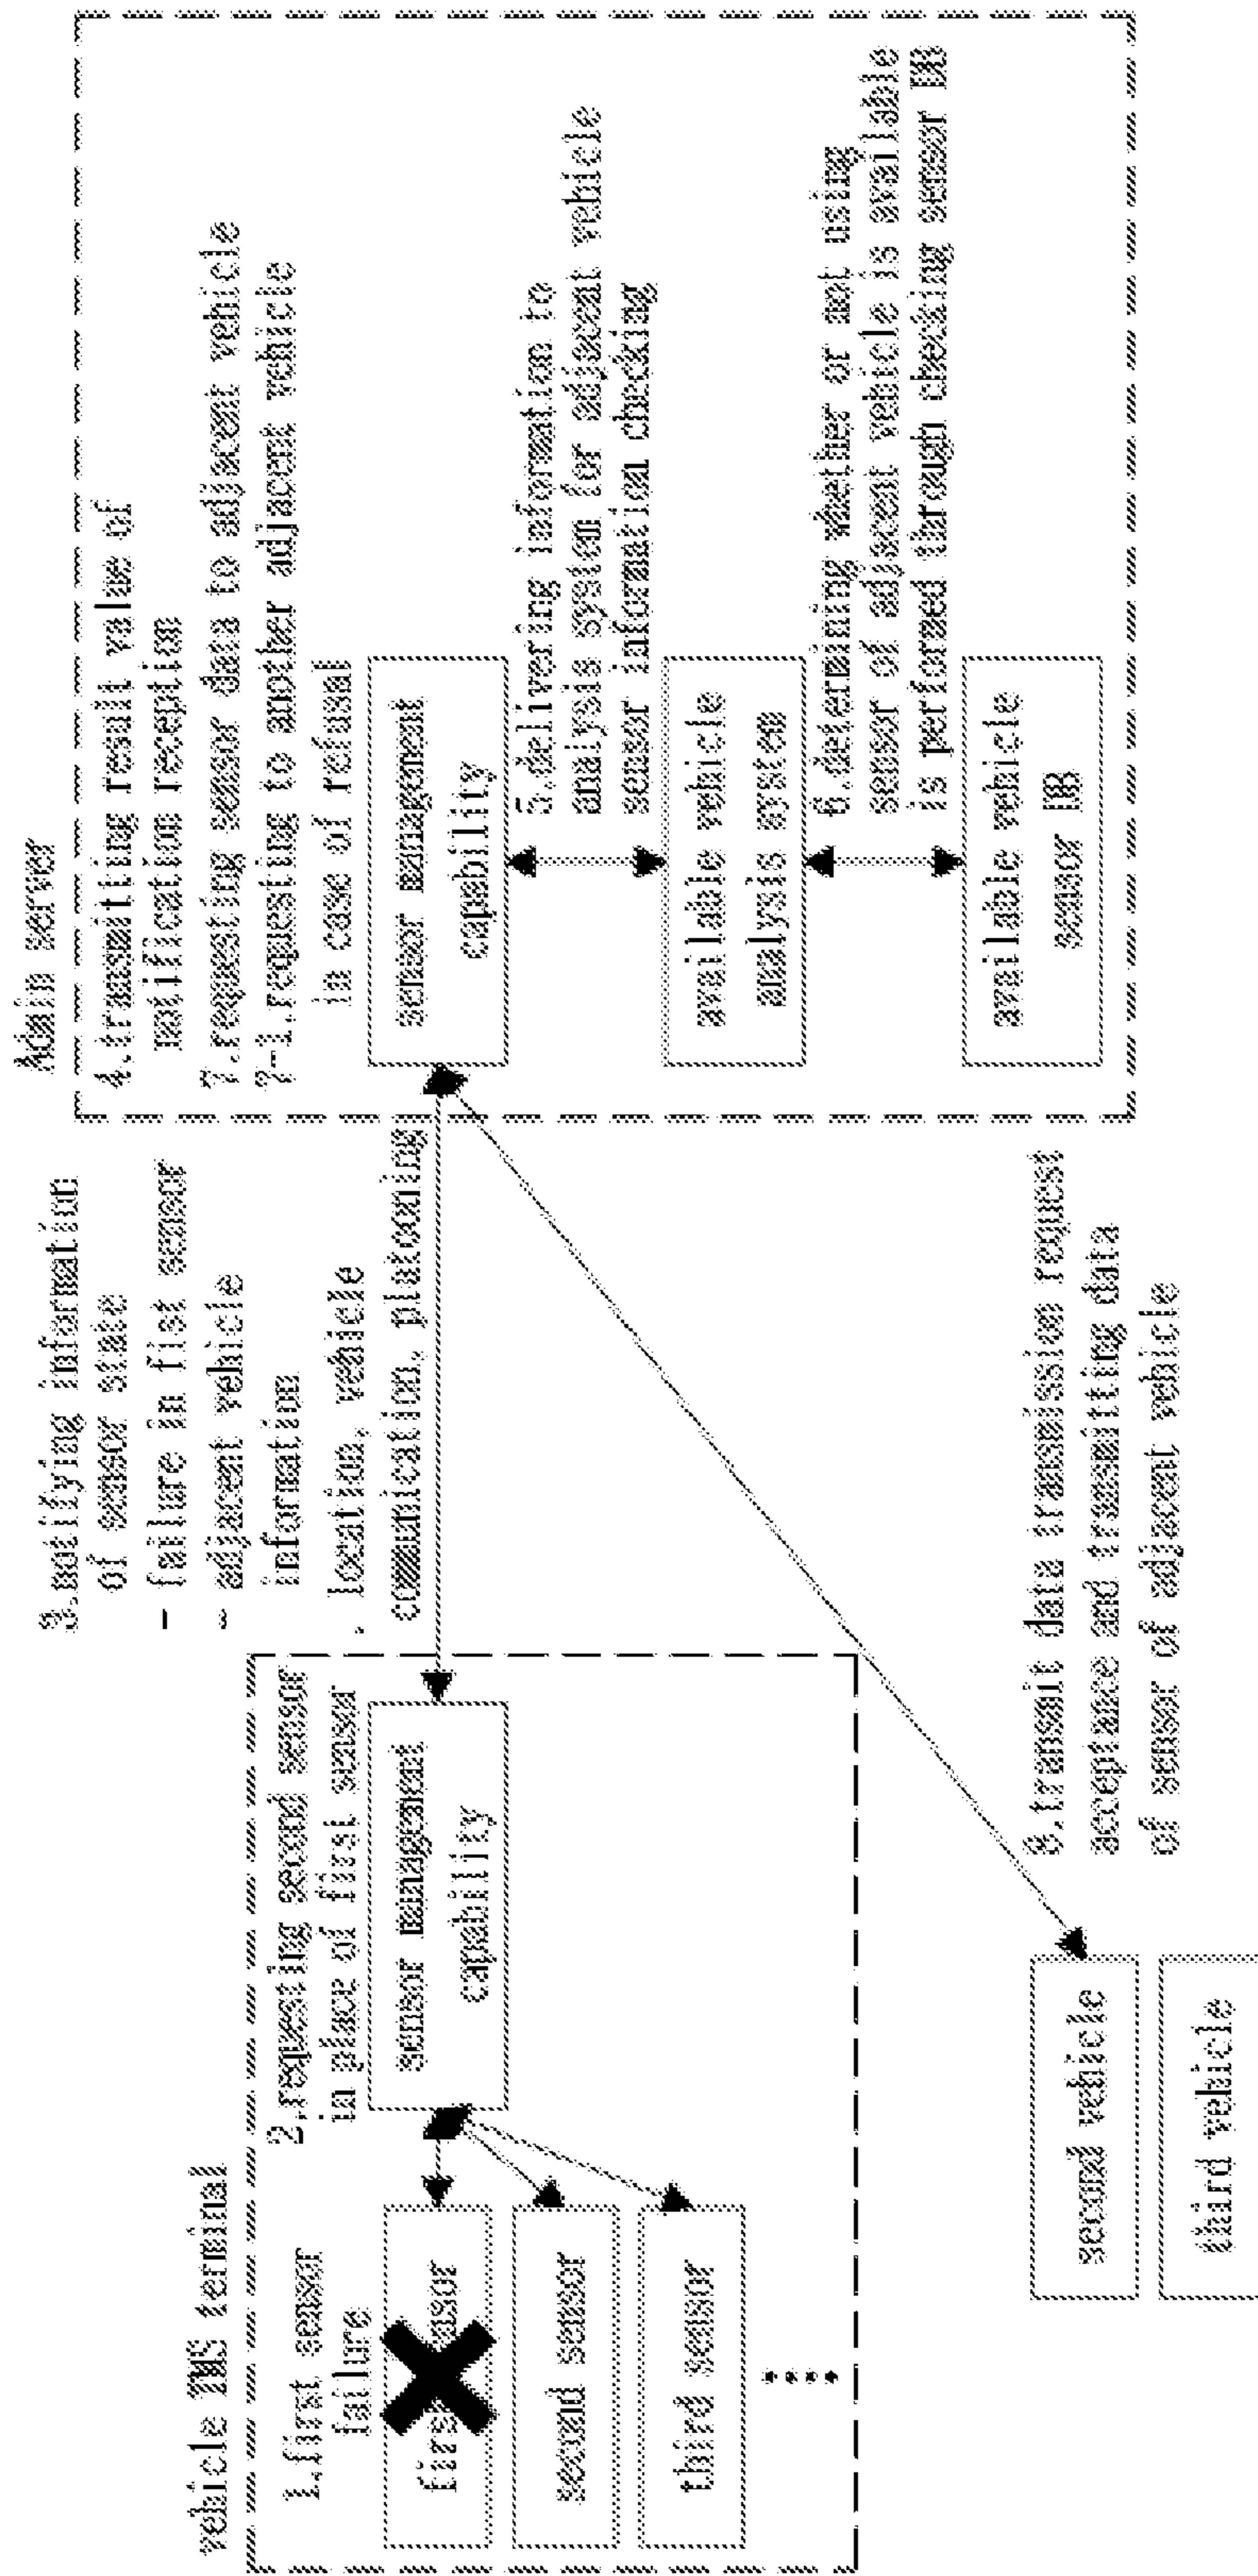 vehicle TMS terminal
1.first sensor
failure
first sensor
second sensor
third sensor
2.requesting second sensor
in place of first sensor
sensor management
capability
3.notifying information
of sensor state
- failure in fist sensor
- adjacent vehicle
information
. location, vehicle
communication, platooning
Admin server
4.transmitting result value of
notification reception
7.requesting sensor data to adjacent vehicle
7-1.requesting to another adjacent vehicle
in case of refusal
sensor management
capability
5.delivering information to
analysis system for adjacent vehicle
sensor information checking
available vehicle
analysis system
6.determining whether or not using
sensor of adjacent vehicle is available
is performed through checking sensor DB
available vehicle
sensor DB
8.transmit data transmission request
acceptance and transmitting data
of sensor of adjacent vehicle
second vehicle
third vehicle